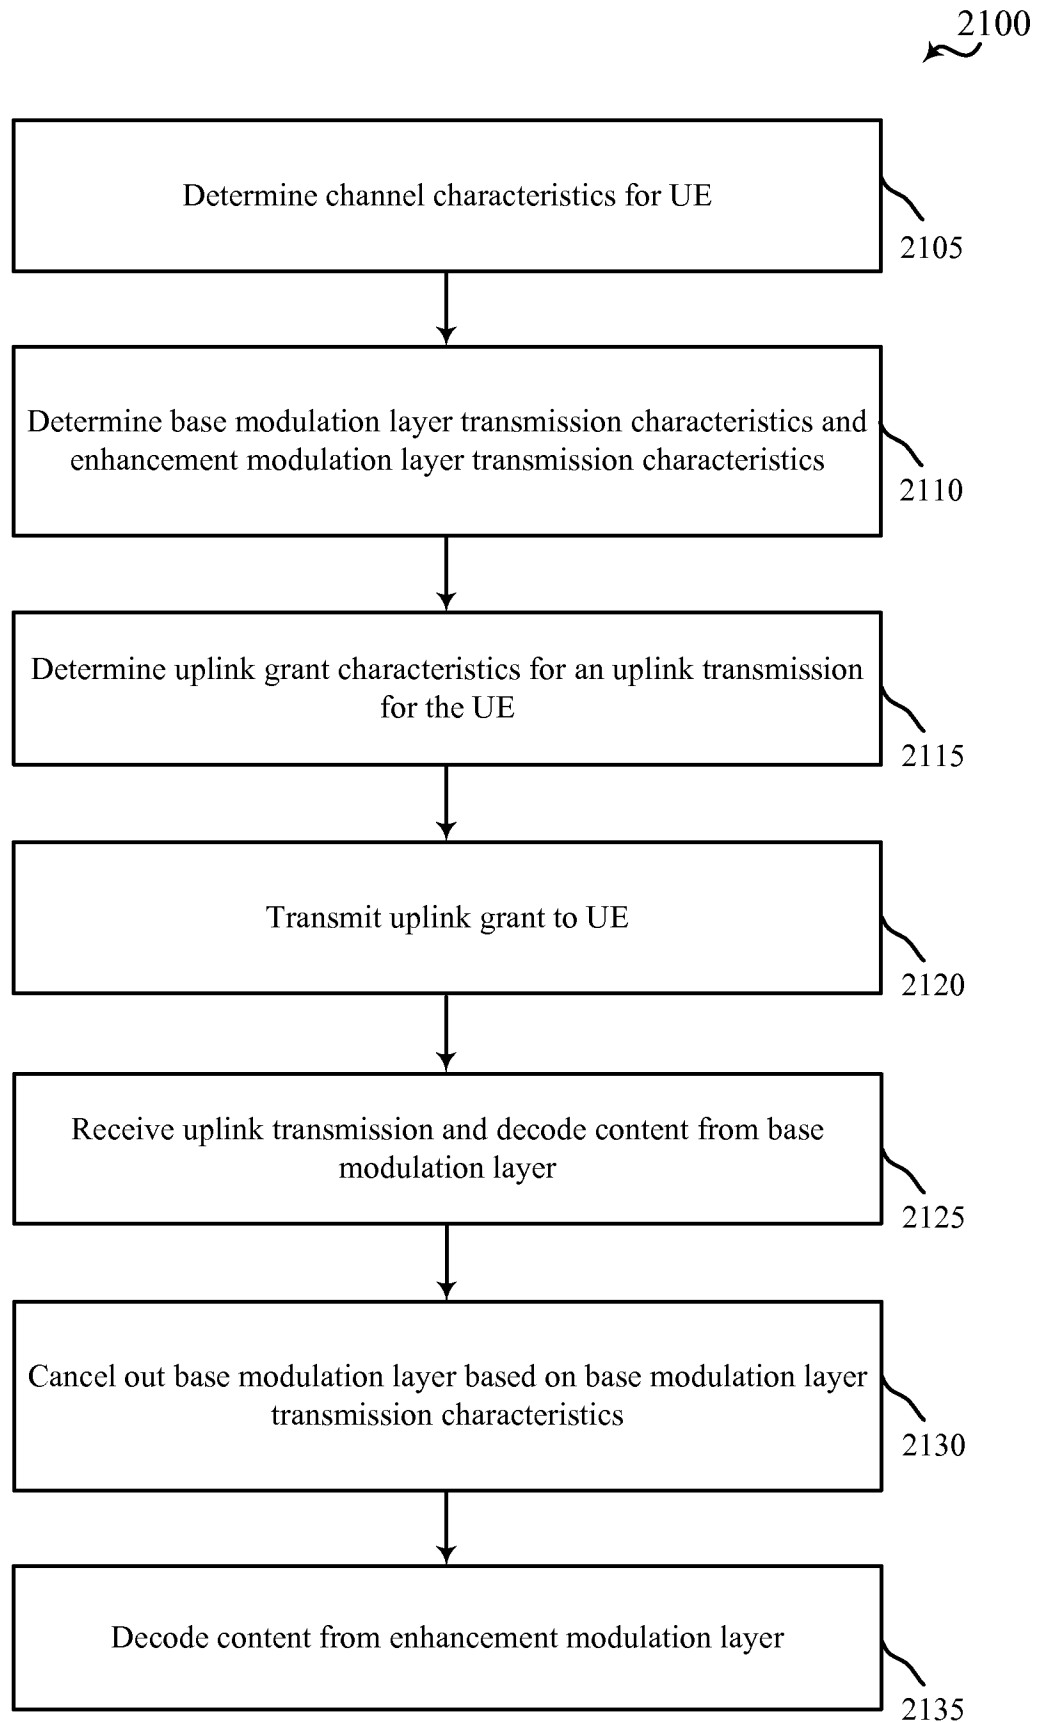 2100
Determine channel characteristics for UE
2105
Determine base modulation layer transmission characteristics and
enhancement modulation layer transmission characteristics
2110
Determine uplink grant characteristics for an uplink transmission
for the UE
2115
Transmit uplink grant to UE
2120
Receive uplink transmission and decode content from base
modulation layer
2125
Cancel out base modulation layer based on base modulation layer
transmission characteristics
2130
Decode content from enhancement modulation layer
2135